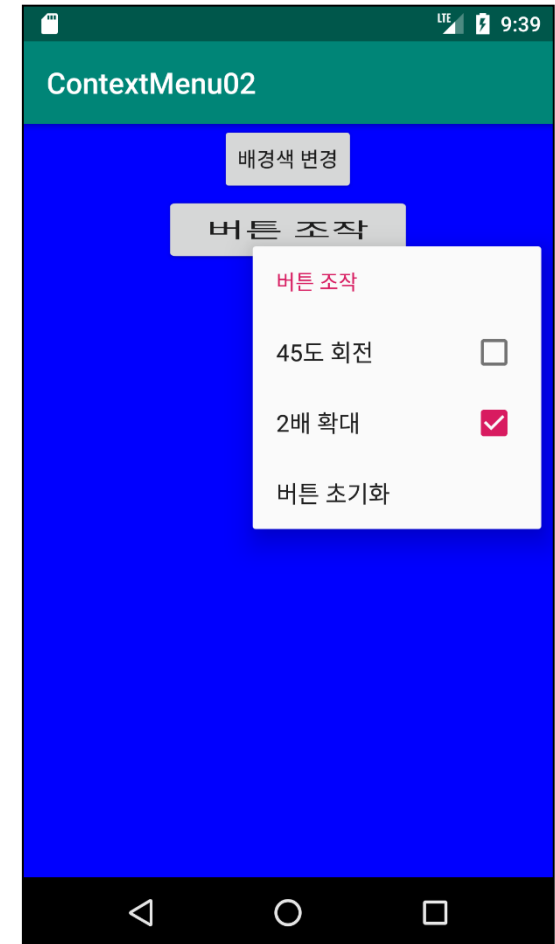 LTE 9:39
ContextMenu02
배경색 변경
버튼 조작
버튼 조작
45도 회전
2배 확대
버튼 초기화